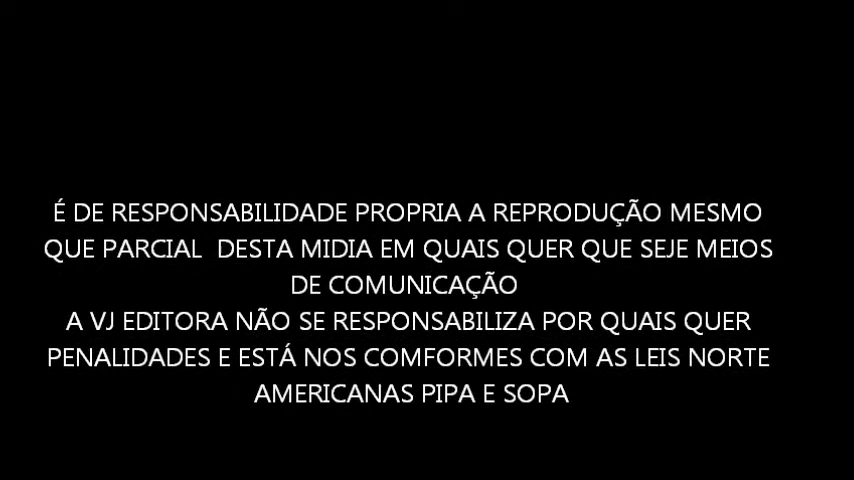 É DE RESPONSABILIDADE PROPRIA A REPRODUÇÃO MESMO
QUE PARCIAL  DESTA MIDIA EM QUAIS QUER QUE SEJE MEIOS
DE COMUNICAÇÃO
A VJ EDITORA NÃO SE RESPONSABILIZA POR QUAIS QUER
PENALIDADES E ESTÁ NOS COMFORMES COM AS LEIS NORTE
AMERICANAS PIPA E SOPA